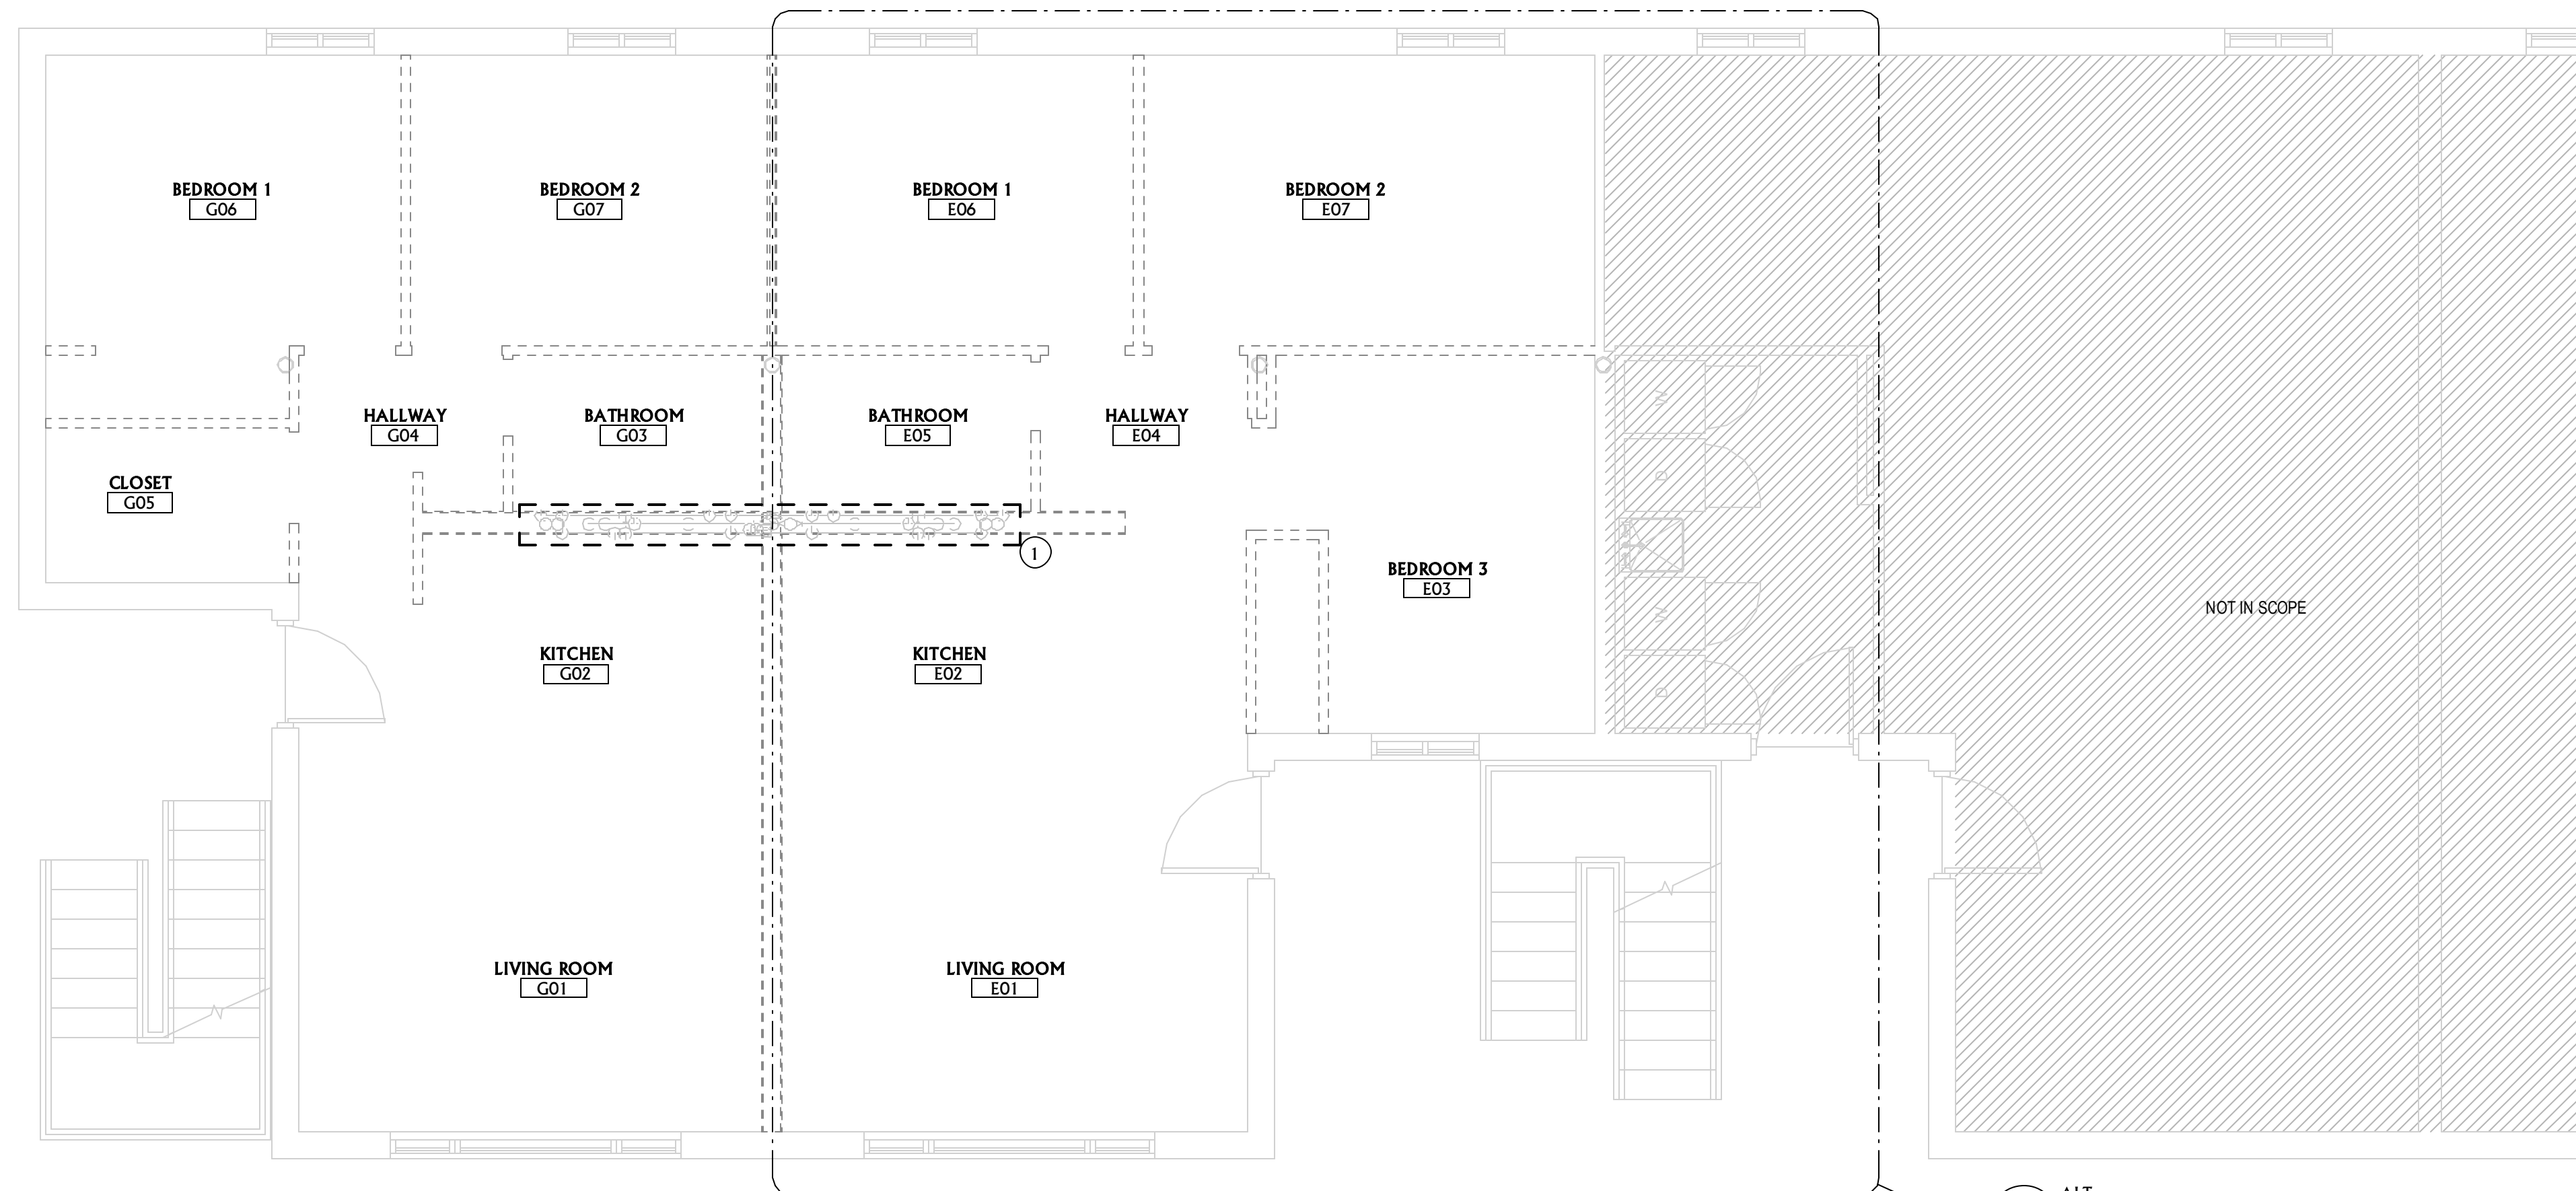 BEDROOM 1
G06
BEDROOM 2
G07
BEDROOM 1
E06
BEDROOM 2
E07
HALLWAY
G04
BATHROOM
G03
BATHROOM
E05
HALLWAY
E04
W
D
CLOSET
G05
1
BEDROOM 3
E03
NOT IN SCOPE
W
D
KITCHEN
G02
KITCHEN
E02
LIVING ROOM
G01
LIVING ROOM
E01
ALT